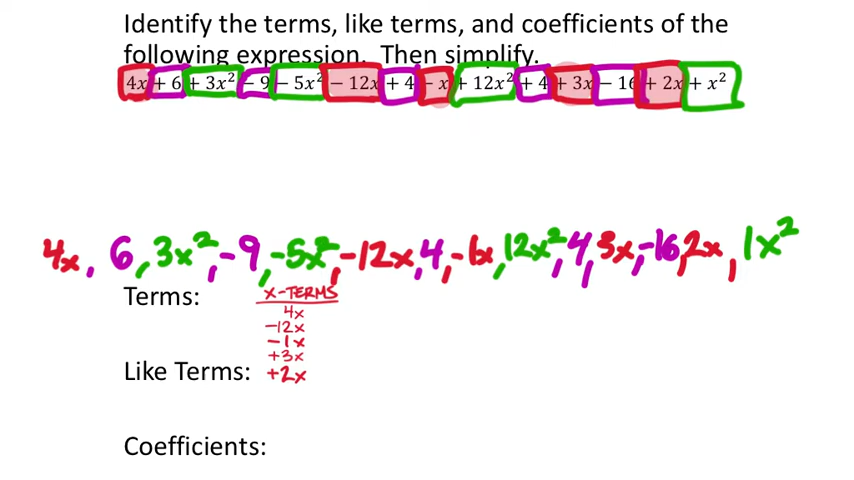 Identify the terms, like terms, and coefficients of the
following expression. Then simplify.
4x + 6 + 3x² − 9 − 5x² − 12x + 4 − x + 12x² + 4 + 3x − 16 + 2x + x²
4x, 6, 3x², -9, -5x², -12x, 4, -1x, 12x², 4, 3x, -16, 2x, 1x²
Terms:
X-TERMS
4x
-12x
-1x
+3x
+2x
Like Terms:
Coefficients: